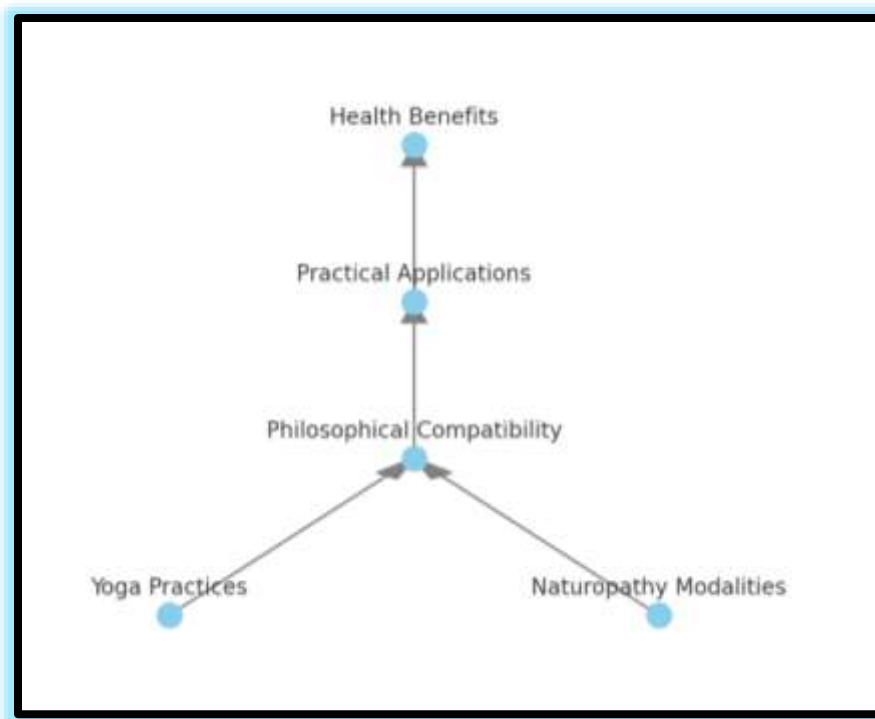 Health Benefits
Practical Applications
Philosophical Compatibility
Yoga Practices
Naturopathy Modalities